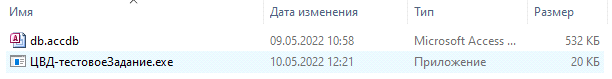 Имя Дата изменения Тип Размер
db.accdb 09.05.2022 10:58 Microsoft Access ... 532 КБ
ЦВД-тестовоеЗадание.exe 10.05.2022 12:21 Приложение 20 КБ